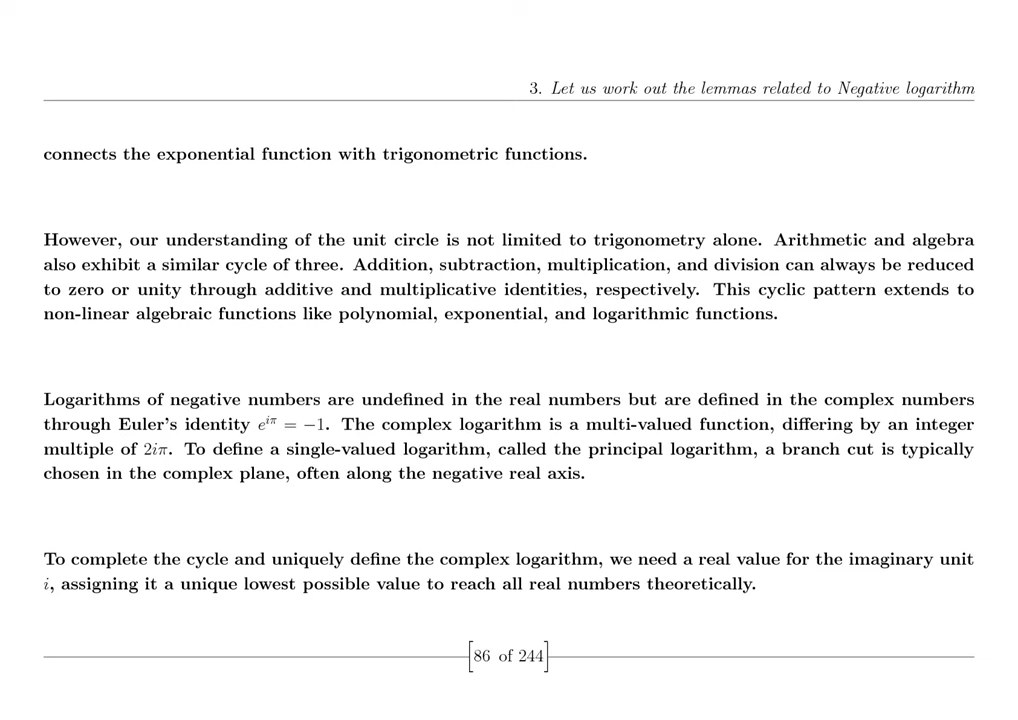 3. Let us work out the lemmas related to Negative logarithm
connects the exponential function with trigonometric functions.
However, our understanding of the unit circle is not limited to trigonometry alone. Arithmetic and algebra
also exhibit a similar cycle of three. Addition, subtraction, multiplication, and division can always be reduced
to zero or unity through additive and multiplicative identities, respectively. This cyclic pattern extends to
non-linear algebraic functions like polynomial, exponential, and logarithmic functions.
Logarithms of negative numbers are undefined in the real numbers but are defined in the complex numbers
through Euler's identity $e^{i\pi} = -1$. The complex logarithm is a multi-valued function, differing by an integer
multiple of $2i\pi$. To define a single-valued logarithm, called the principal logarithm, a branch cut is typically
chosen in the complex plane, often along the negative real axis.
To complete the cycle and uniquely define the complex logarithm, we need a real value for the imaginary unit
$i$, assigning it a unique lowest possible value to reach all real numbers theoretically.
[86 of 244]